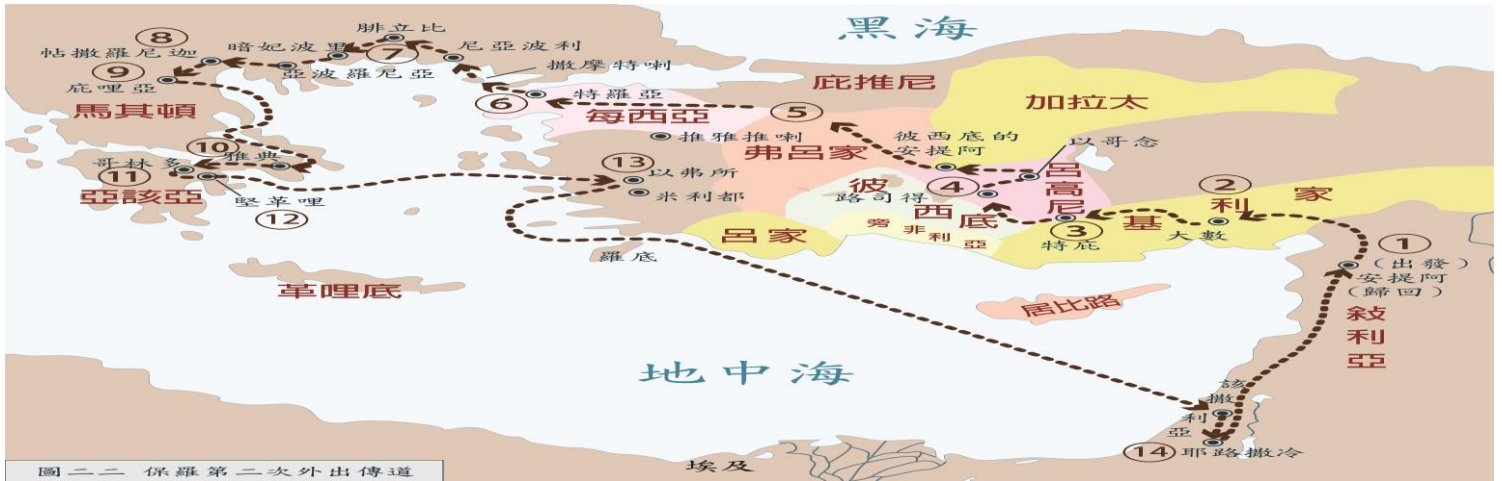 黑海
⑧
腓立比
帖撒羅尼迦
暗妃波里
⑦
尼亞波利
⑨
亞波羅尼亞
撒摩特喇
庇哩亞
庇推尼
馬其頓
⑥
特羅亞
⑤
加拉太
每西亞
推雅推喇
彼西底的
安提阿
以哥念
⑩
雅典
弗呂家
哥林多
⑪
⑬
以弗所
④
呂高尼
②
亞該亞
堅革哩
⑫
米利都
彼西底
路司得
基利家
呂家
旁非利亞
③
特庇
大數
①
羅底
(出發)
安提阿
(歸回)
革哩底
居比路
敍利亞
地中海
該撒利亞
⑭
耶路撒冷
埃及
圖二二 保羅第二次外出傳道